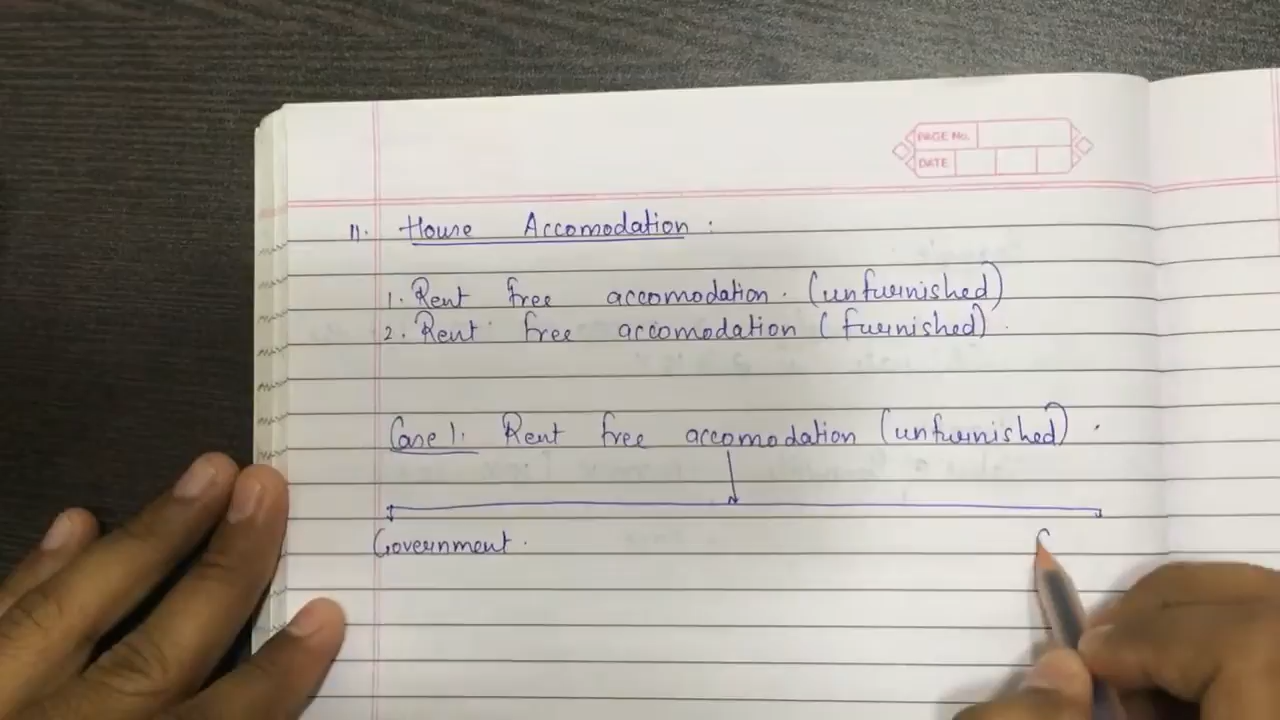 PAGE No.
DATE
11. House Accomodation :
1. Rent free accomodation. (unfurnished)
2. Rent free accomodation (furnished).
Case 1: Rent free accomodation (unfurnished).
Government.